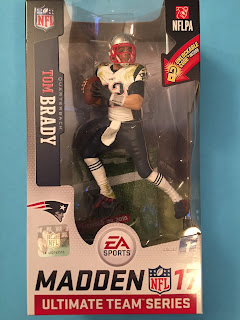 NFL
NFLPA
QUARTERBACK
TOM BRADY
EA
SPORTS
MADDEN NFL 17
ULTIMATE TEAM SERIES